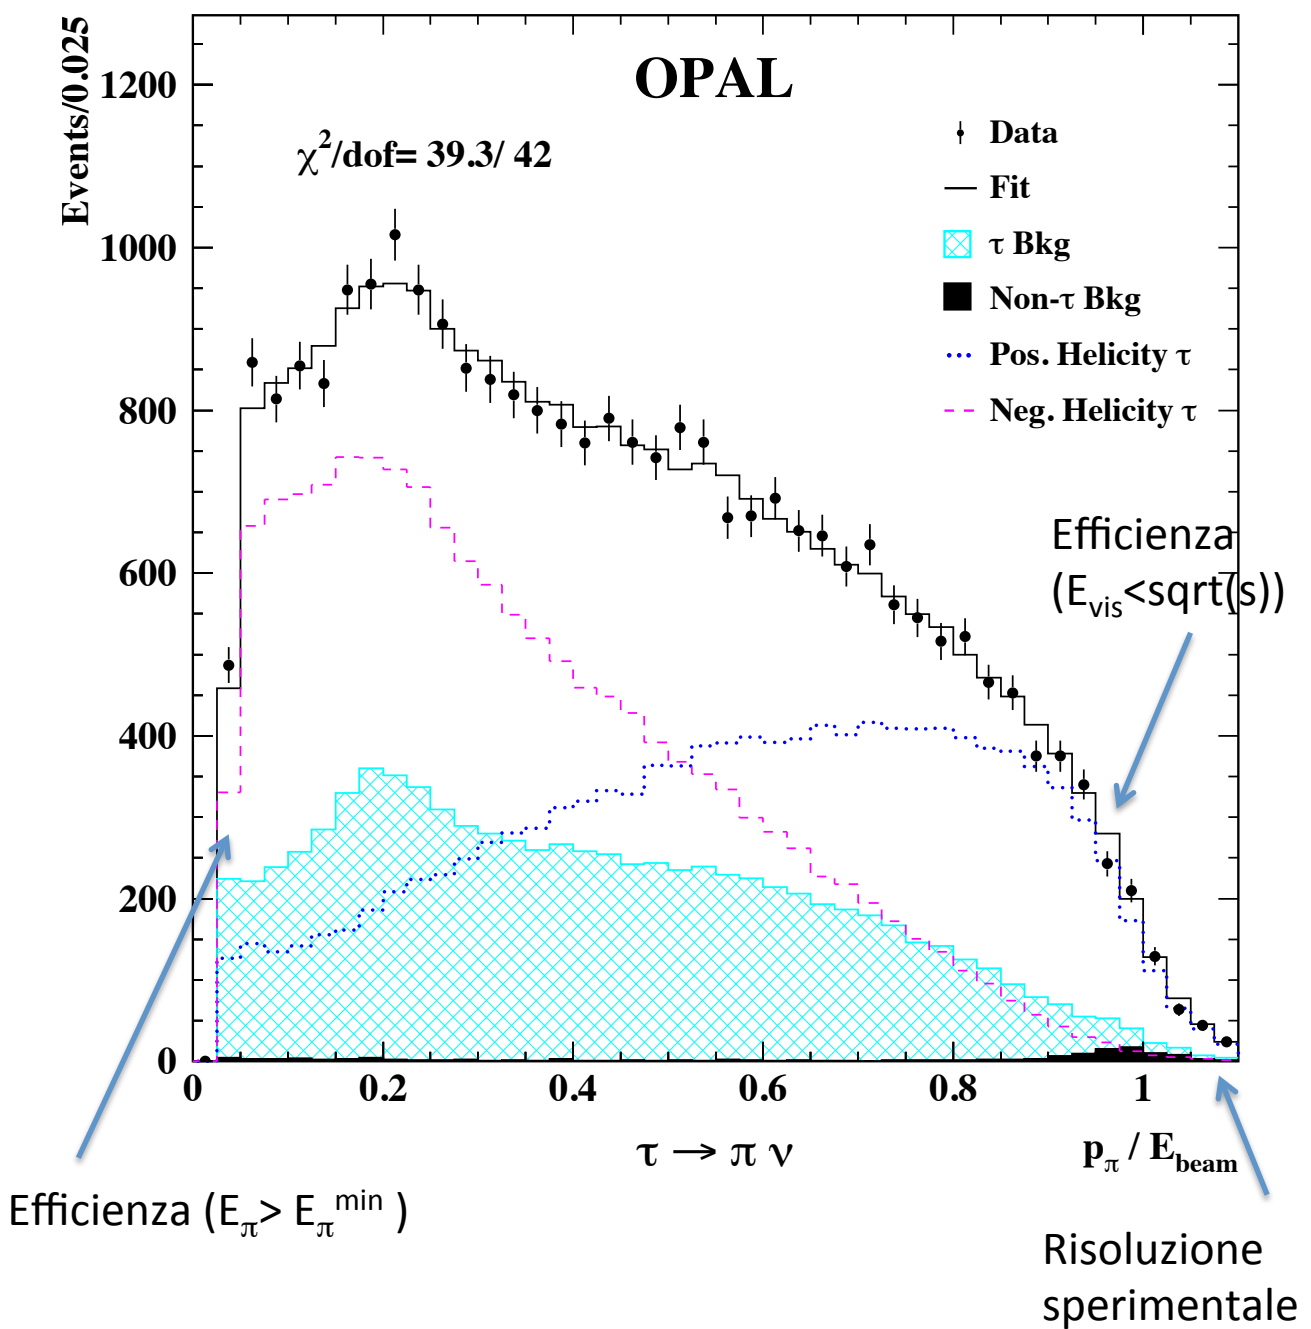 OPAL
Events/0.025
χ²/dof= 39.3/ 42
Data
Fit
τ Bkg
Non-τ Bkg
Pos. Helicity τ
Neg. Helicity τ
1200
1000
800
600
400
200
0
Efficienza
(E_vis<sqrt(s))
0 0.2 0.4 0.6 0.8 1
τ → π ν
p_π / E_beam
Efficienza (E_π> E_π^min )
Risoluzione
sperimentale